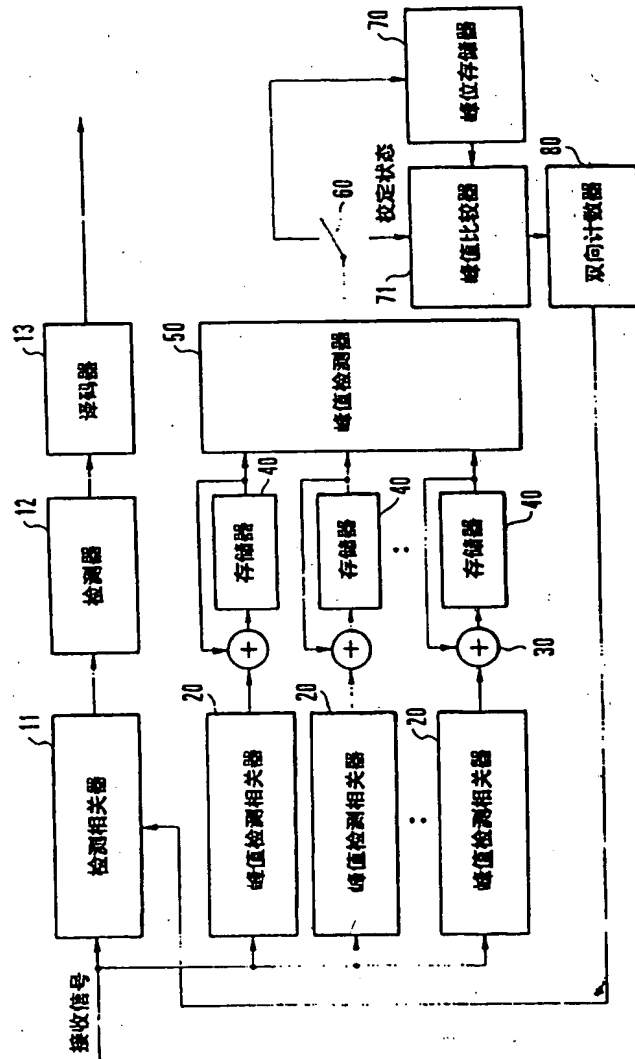 接收信号
11
检测相关器
12
检测器
13
译码器
20
峰值检测相关器
20
峰值检测相关器
20
峰值检测相关器
30
存储器
40
存储器
40
存储器
40
50
峰值检测器
60
校定状态
70
峰位存储器
71
峰值比较器
80
双向计数器